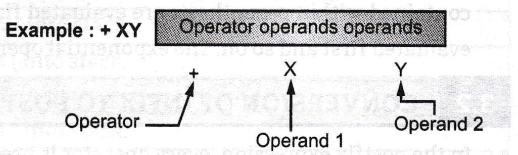 Example : + XY
Operator operands operands
+ X Y
Operator
Operand 1
Operand 2